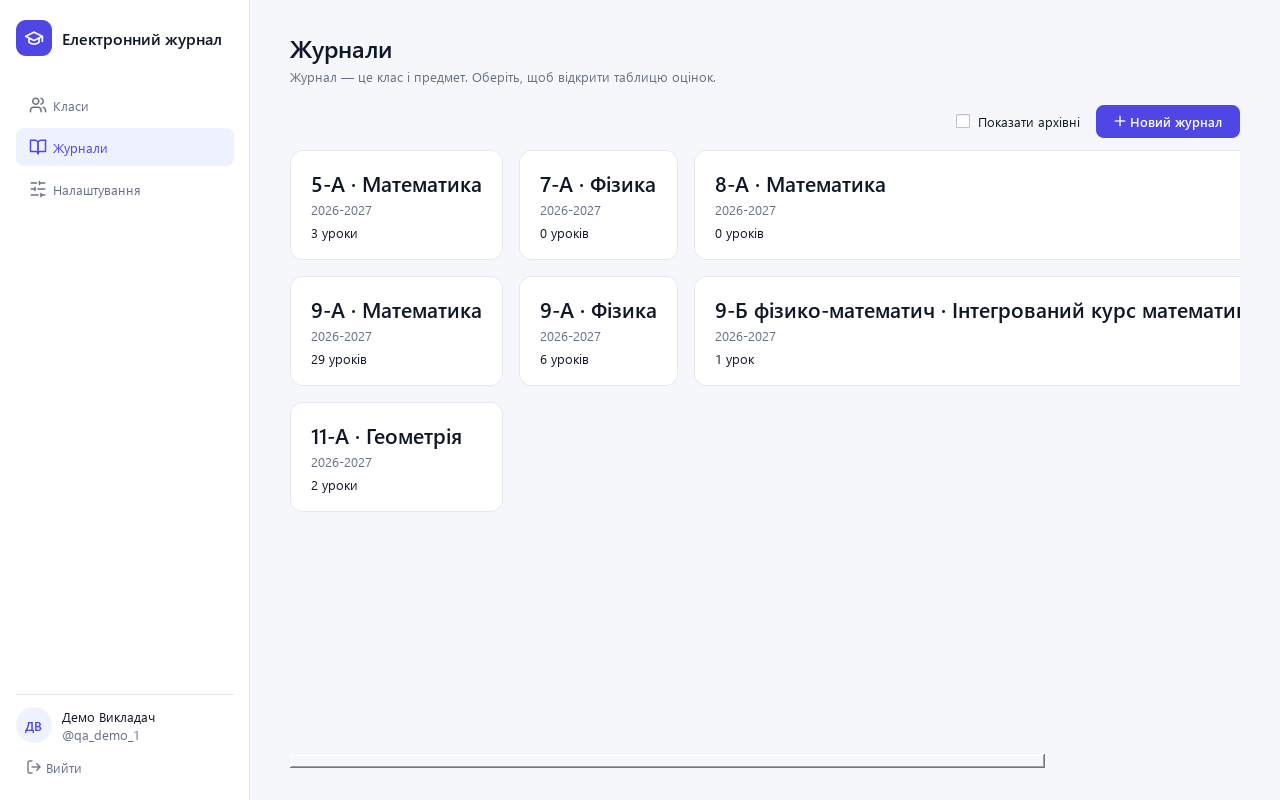 Електронний журнал
Класи
Журнали
Налаштування
Демо Викладач
ДВ
@qa_demo_1
Вийти
Журнали
Журнал — це клас і предмет. Оберіть, щоб відкрити таблицю оцінок.
Показати архівні
+ Новий журнал
5-А · Математика
2026-2027
3 уроки
7-А · Фізика
2026-2027
0 уроків
8-А · Математика
2026-2027
0 уроків
9-А · Математика
2026-2027
29 уроків
9-А · Фізика
2026-2027
6 уроків
9-Б фізико-математич · Інтегрований курс математи
2026-2027
1 урок
11-А · Геометрія
2026-2027
2 уроки